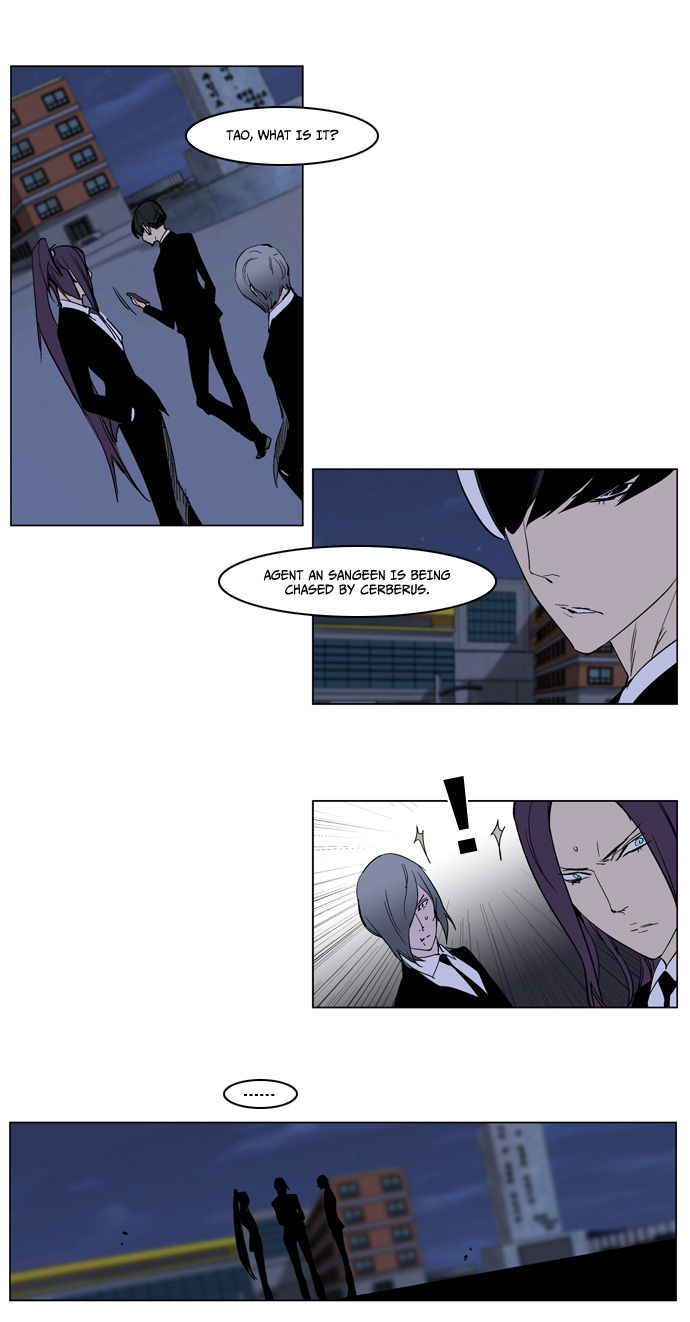 TAO, WHAT IS IT?
AGENT AN SANGEEN IS BEING
CHASED BY CERBERUS.
!
------